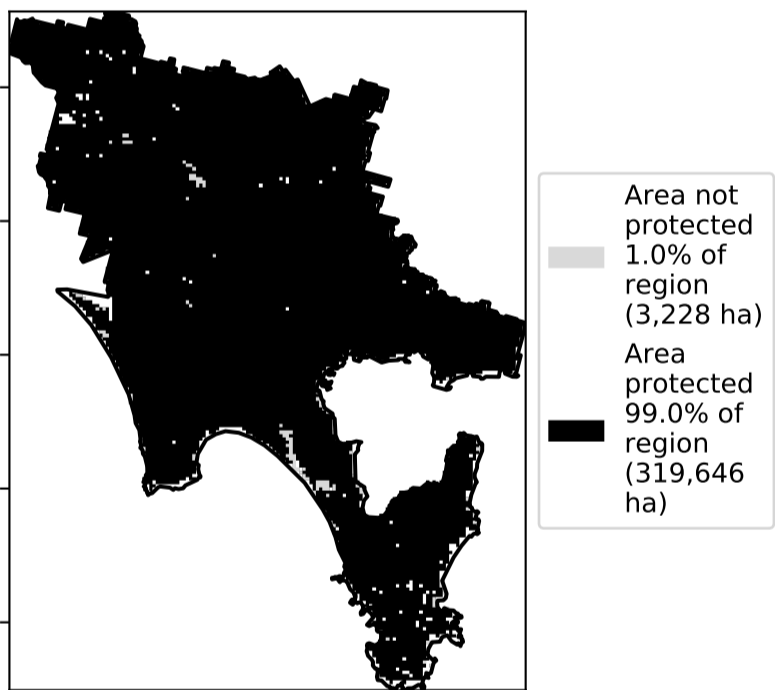 Area not
protected
1.0% of
region
(3,228 ha)
Area
protected
99.0% of
region
(319,646
ha)